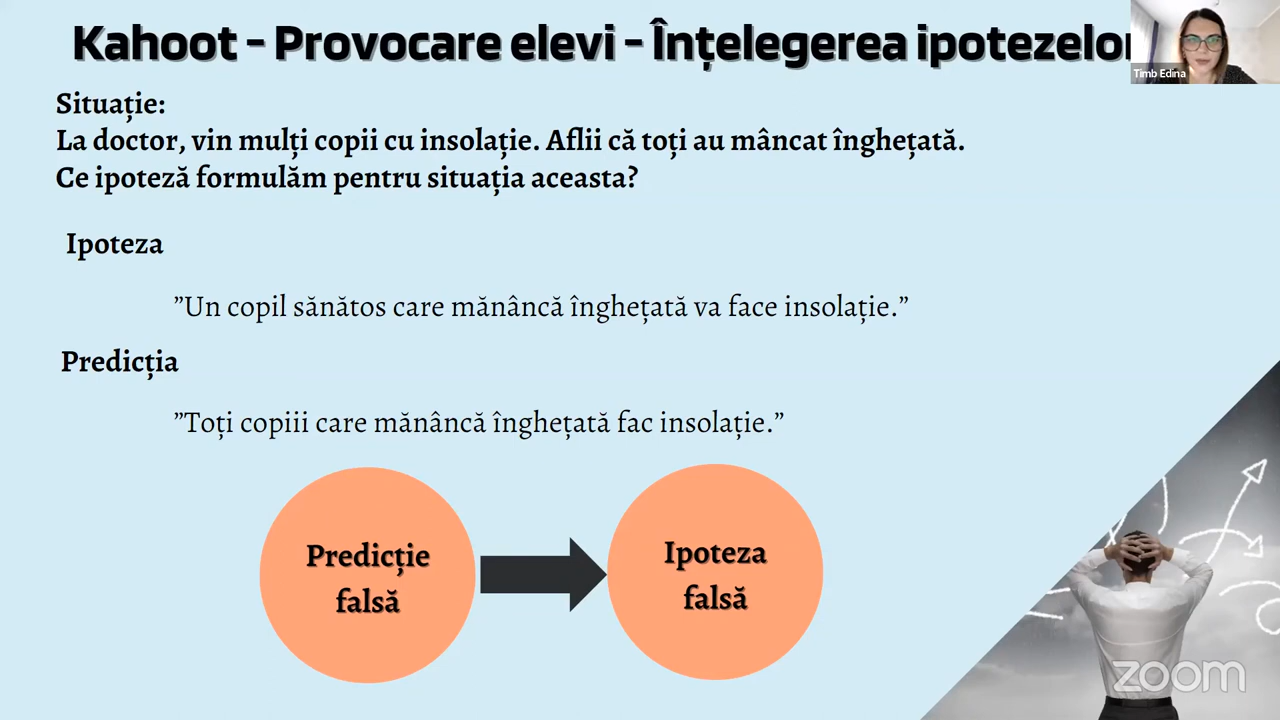 Kahoot - Provocare elevi - Înțelegerea ipotezelor
Timb Edina
Situație:
La doctor, vin mulți copii cu insolație. Aflii că toți au mâncat înghețată.
Ce ipoteză formulăm pentru situația aceasta?
Ipoteza
”Un copil sănătos care mănâncă înghețată va face insolație.”
Predicția
”Toți copiii care mănâncă înghețată fac insolație.”
Predicție
falsă
Ipoteza
falsă
zoom